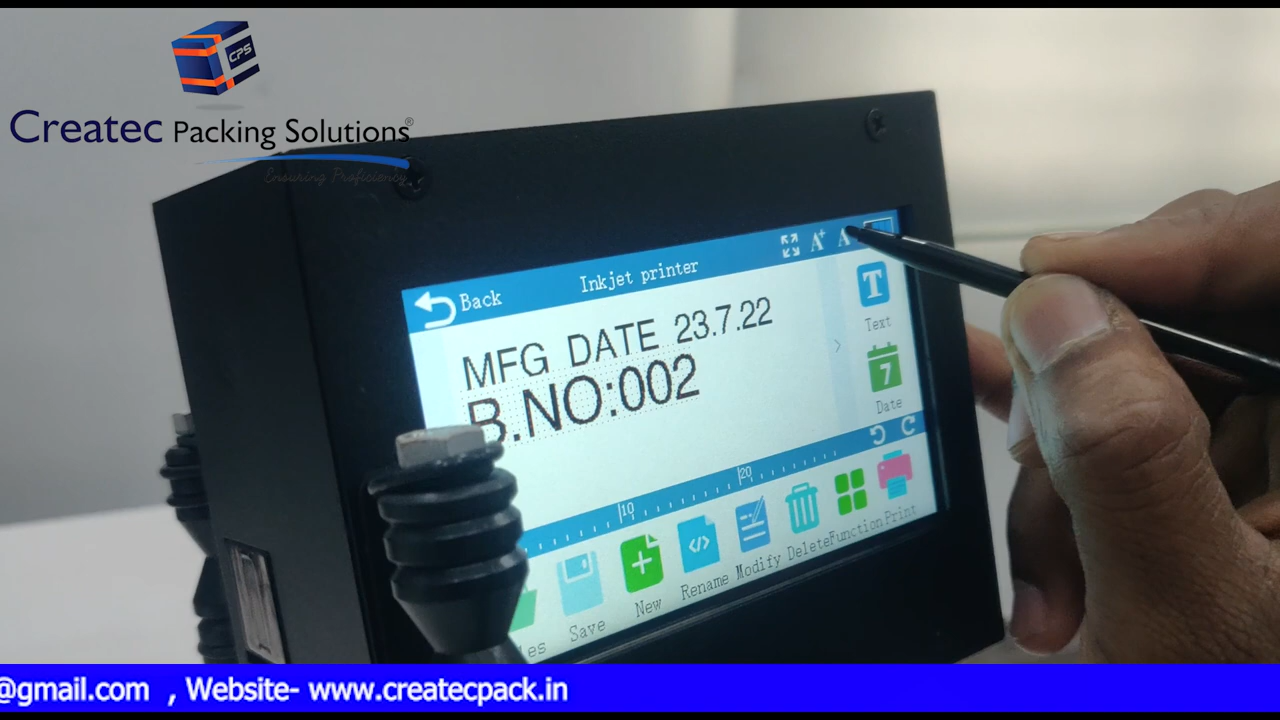 CPS
Createc Packing Solutions®
Ensuring Proficiency
Back
Inkjet printer
A+
A
MFG DATE 23.7.22
B.NO:002
T
Text
7
Date
10
20
Save
New
Rename
Modify
Delete
Function
Print
@gmail.com , Website- www.createcpack.in